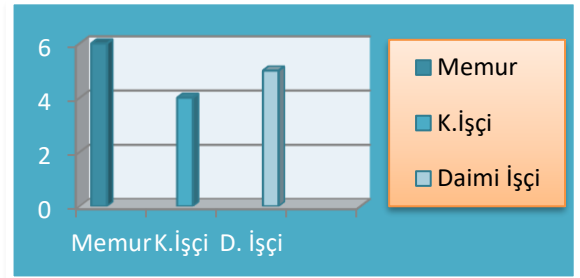 6
4
2
0
Memur K.İşçi D. İşçi
Memur
K.İşçi
Daimi İşçi